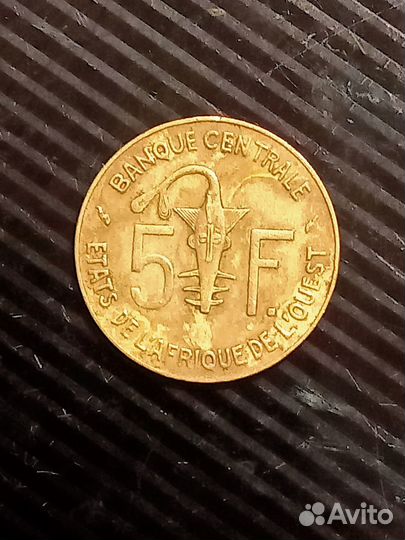 BANQUE CENTRALE
5 F.
ETATS DE L'AFRIQUE DE L'OUEST
Avito